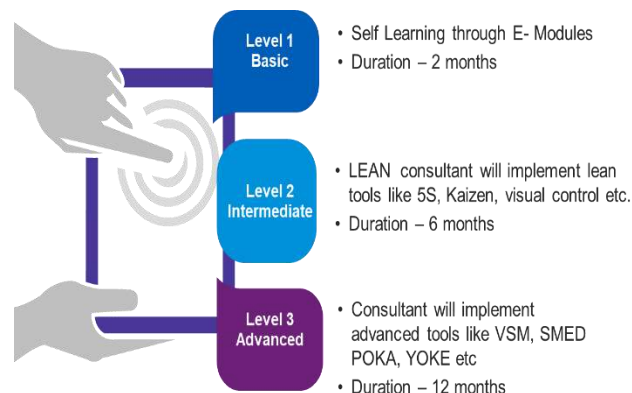 Level 1
Basic
• Self Learning through E- Modules
• Duration – 2 months
Level 2
Intermediate
• LEAN consultant will implement lean
tools like 5S, Kaizen, visual control etc.
• Duration – 6 months
Level 3
Advanced
• Consultant will implement
advanced tools like VSM, SMED
POKA, YOKE etc
• Duration – 12 months